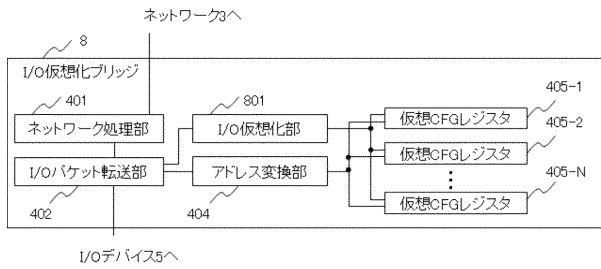 ネットワーク3へ
8
I/O仮想化ブリッジ
401
ネットワーク処理部
801
I/O仮想化部
405-1
仮想CFGレジスタ
405-2
仮想CFGレジスタ
I/Oパケット転送部
402
アドレス変換部
404
405-N
仮想CFGレジスタ
I/Oデバイス5へ